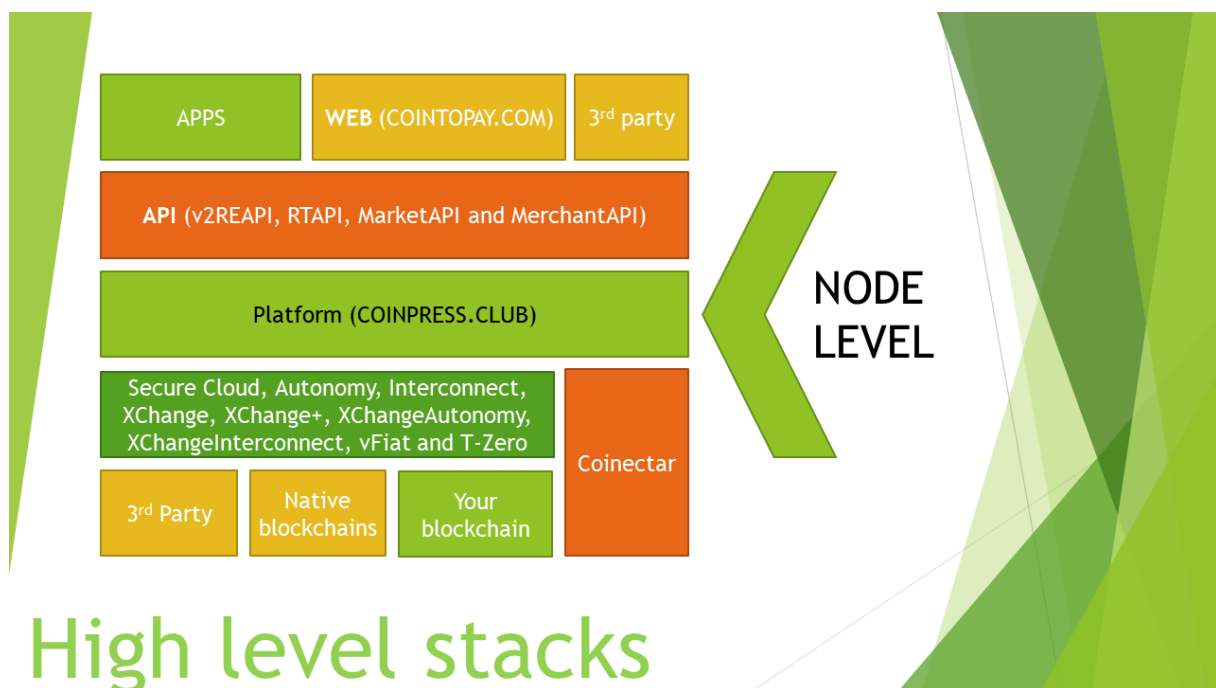 APPS
WEB (COINTOPAY.COM)
3rd party
API (v2REAPI, RTAPI, MarketAPI and MerchantAPI)
Platform (COINPRESS.CLUB)
NODE
LEVEL
Secure Cloud, Autonomy, Interconnect,
XChange, XChange+, XChangeAutonomy,
XChangeInterconnect, vFiat and T-Zero
Coinectar
3rd Party
Native
blockchains
Your
blockchain
High level stacks